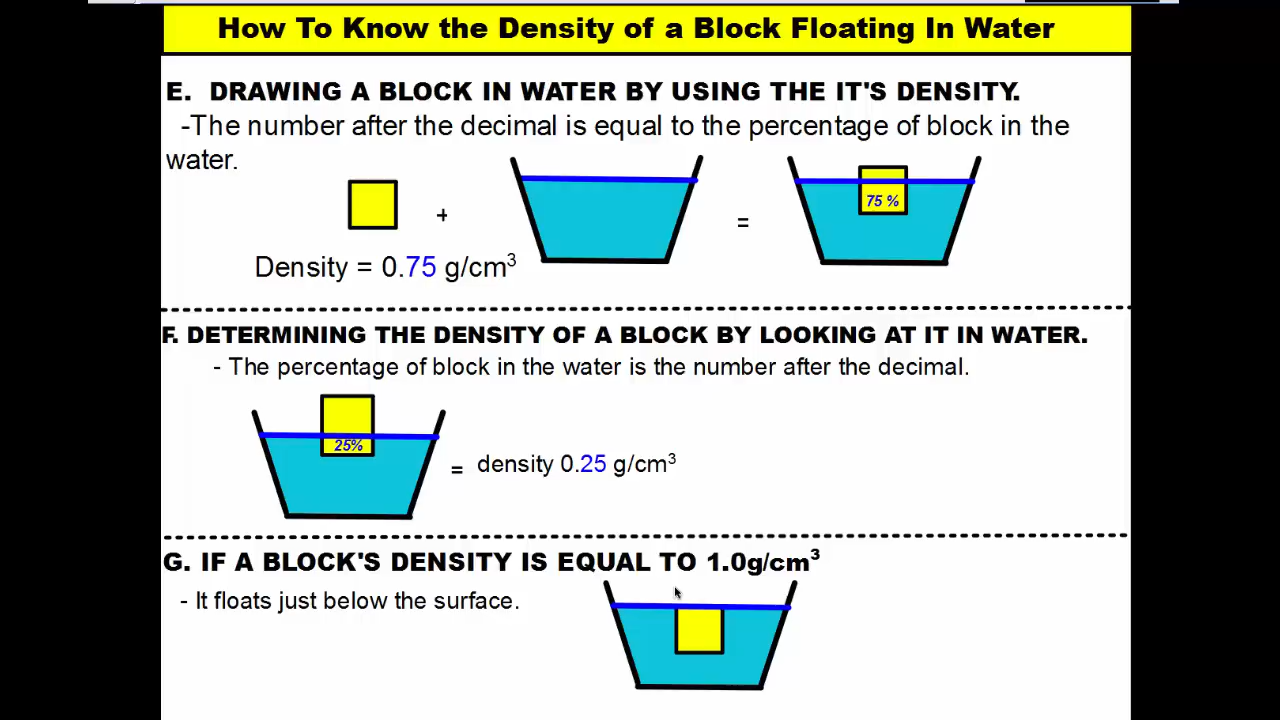 How To Know the Density of a Block Floating In Water
E. DRAWING A BLOCK IN WATER BY USING THE IT'S DENSITY.
-The number after the decimal is equal to the percentage of block in the
water.
+
=
75 %
Density = 0.75 g/cm³
F. DETERMINING THE DENSITY OF A BLOCK BY LOOKING AT IT IN WATER.
- The percentage of block in the water is the number after the decimal.
25%
= density 0.25 g/cm³
G. IF A BLOCK'S DENSITY IS EQUAL TO 1.0g/cm³
- It floats just below the surface.